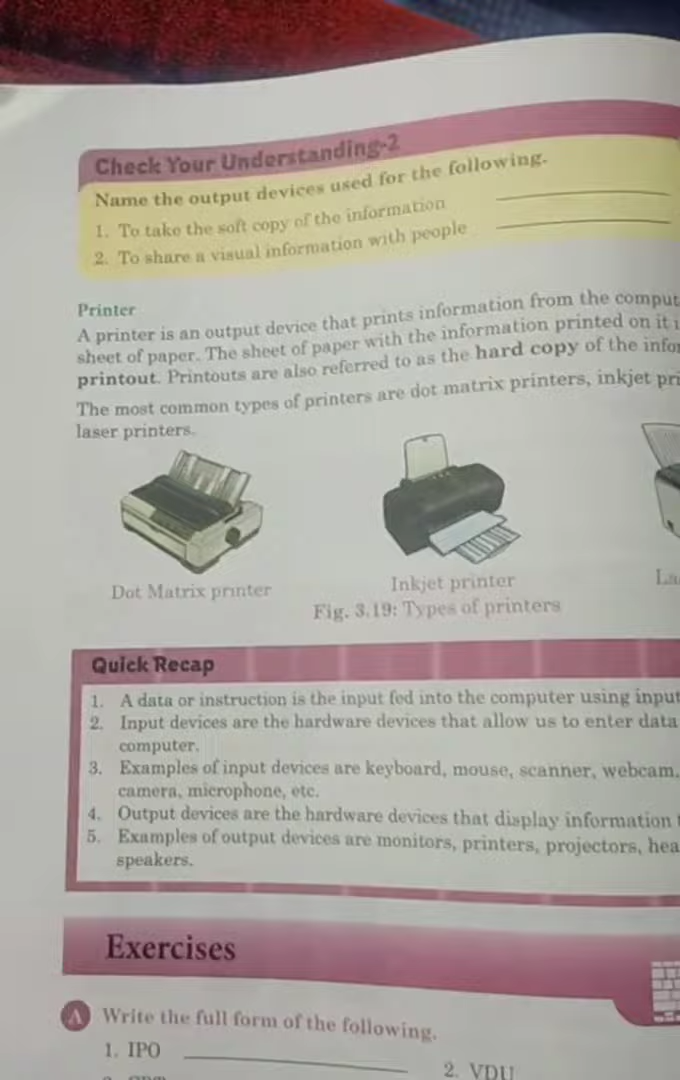 Check Your Understanding-2
Name the output devices used for the following.
1. To take the soft copy of the information
2. To share a visual information with people
Printer
A printer is an output device that prints information from the comput
sheet of paper. The sheet of paper with the information printed on it
printout. Printouts are also referred to as the hard copy of the infor
The most common types of printers are dot matrix printers, inkjet pri
laser printers.
Dot Matrix printer
Inkjet printer
La
Fig. 3.19: Types of printers
Quick Recap
1. A data or instruction is the input fed into the computer using input
2. Input devices are the hardware devices that allow us to enter data
computer.
3. Examples of input devices are keyboard, mouse, scanner, webcam,
camera, microphone, etc.
4. Output devices are the hardware devices that display information
5. Examples of output devices are monitors, printers, projectors, hea
speakers.
Exercises
A Write the full form of the following.
1. IPO
2. VDU